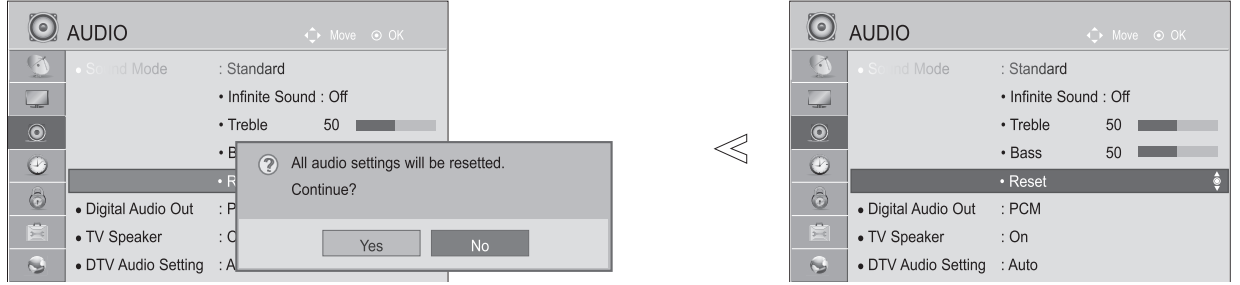 AUDIO
Move OK
• Sound Mode : Standard
• Infinite Sound : Off
• Treble 50
• B
• R
• Digital Audio Out : P
• TV Speaker : O
• DTV Audio Setting : A
? All audio settings will be resetted.
Continue?
Yes No
<
AUDIO
Move OK
• Sound Mode : Standard
• Infinite Sound : Off
• Treble 50
• Bass 50
• Reset
• Digital Audio Out : PCM
• TV Speaker : On
• DTV Audio Setting : Auto